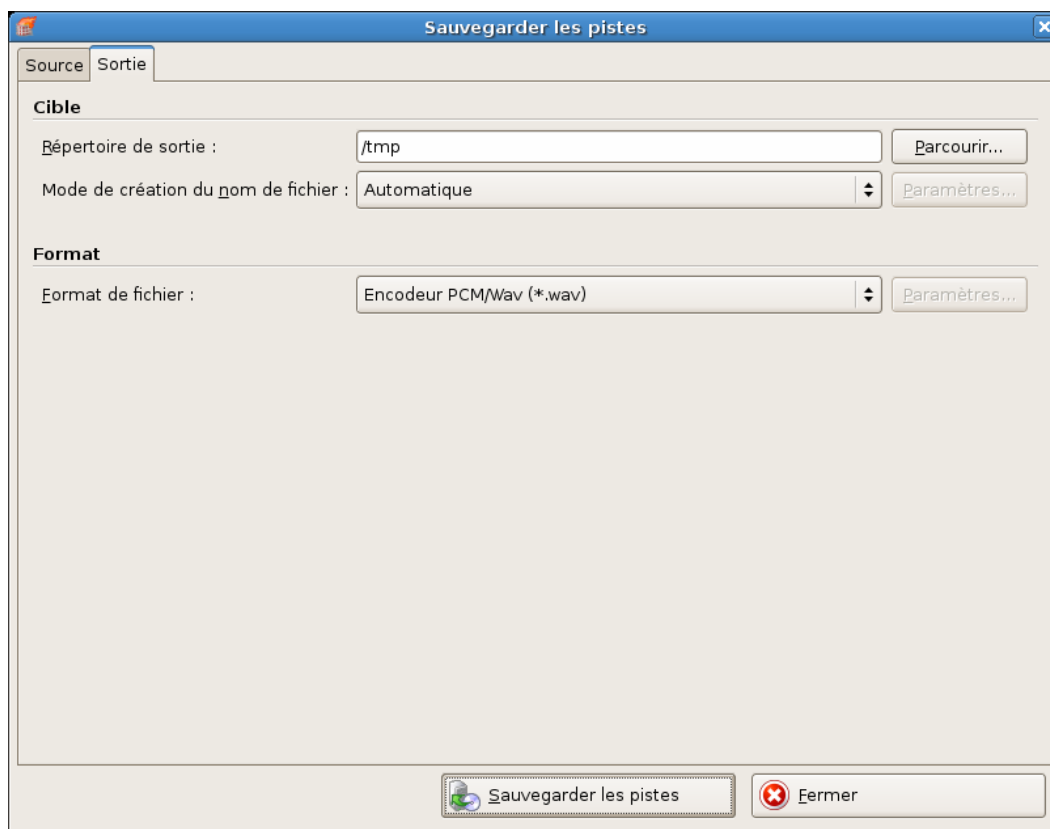 Sauvegarder les pistes
Source Sortie
Cible
Répertoire de sortie : /tmp Parcourir...
Mode de création du nom de fichier : Automatique Paramètres...
Format
Format de fichier : Encodeur PCM/Wav (*.wav) Paramètres...
Sauvegarder les pistes Fermer